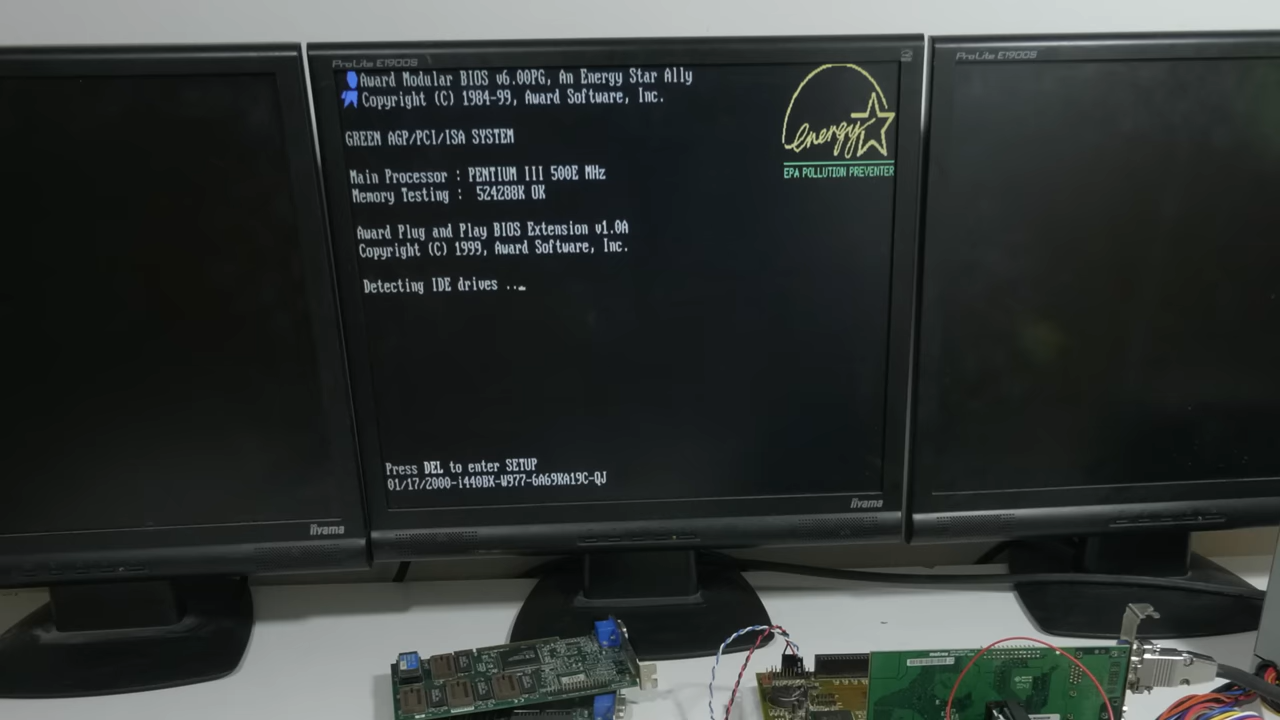 ProLite E1900S
ProLite E1900S
Award Modular BIOS v6.00PG, An Energy Star Ally
Copyright (C) 1984-99, Award Software, Inc.
energy
EPA POLLUTION PREVENTER
GREEN AGP/PCI/ISA SYSTEM
Main Processor : PENTIUM III 500E MHz
Memory Testing : 524288K OK
Award Plug and Play BIOS Extension v1.0A
Copyright (C) 1999, Award Software, Inc.
Detecting IDE drives ..
Press DEL to enter SETUP
01/17/2000-i440BX-W977-6A69KA19C-QJ
iiyama
iiyama